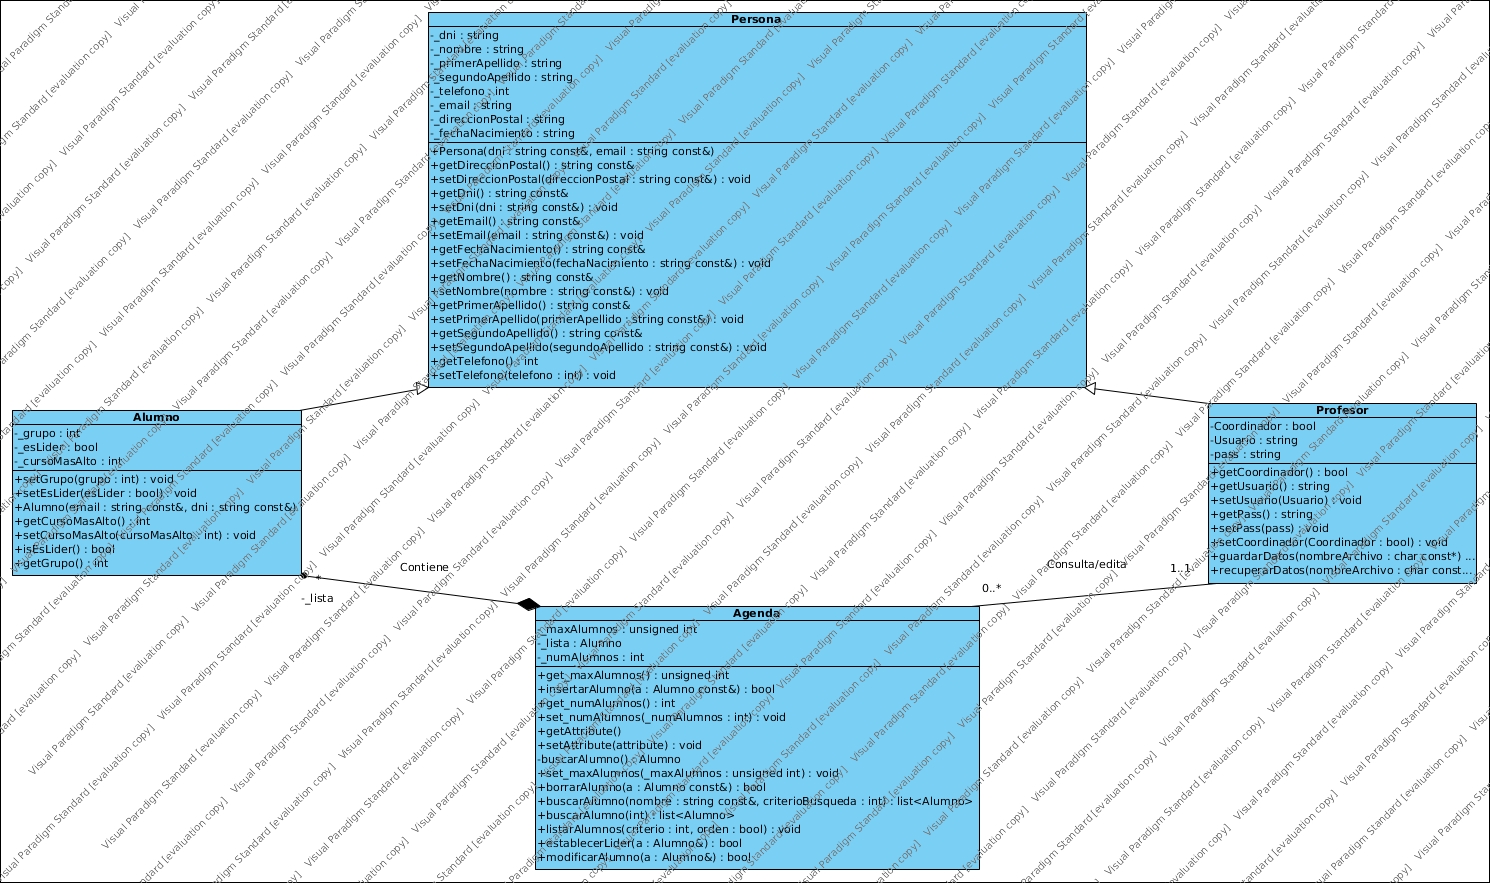 Persona
-_dni : string
-_nombre : string
-_primerApellido : string
-_segundoApellido : string
-_telefono : int
-_email : string
-_direccionPostal : string
-_fechaNacimiento : string
+Persona(dni : string const&, email : string const&)
+getDireccionPostal() : string const&
+setDireccionPostal(direccionPostal : string const&) : void
+getDni() : string const&
+setDni(dni : string const&) : void
+getEmail() : string const&
+setEmail(email : string const&) : void
+getFechaNacimiento() : string const&
+setFechaNacimiento(fechaNacimiento : string const&) : void
+getNombre() : string const&
+setNombre(nombre : string const&) : void
+getPrimerApellido() : string const&
+setPrimerApellido(primerApellido : string const&) : void
+getSegundoApellido() : string const&
+setSegundoApellido(segundoApellido : string const&) : void
+getTelefono() : int
+setTelefono(telefono : int) : void
Alumno
-_grupo : int
-_esLider : bool
-_cursoMasAlto : int
+setGrupo(grupo : int) : void
+setEsLider(esLider : bool) : void
+Alumno(email : string const&, dni : string const&)
+getCursoMasAlto() : int
+setCursoMasAlto(cursoMasAlto : int) : void
+isEsLider() : bool
+getGrupo() : int
Profesor
-Coordinador : bool
-Usuario : string
-pass : string
+getCoordinador() : bool
+getUsuario() : string
+setUsuario(Usuario) : void
+getPass() : string
+setPass(pass) : void
+setCoordinador(Coordinador : bool) : void
+guardarDatos(nombreArchivo : char const*) ...
+recuperarDatos(nombreArchivo : char const...
*
-_lista
Contiene
Consulta/edita
1..1
0..*
Agenda
-_maxAlumnos : unsigned int
-_lista : Alumno
-_numAlumnos : int
+get_maxAlumnos() : unsigned int
+insertarAlumno(a : Alumno const&) : bool
+get_numAlumnos() : int
+set_numAlumnos(_numAlumnos : int) : void
+getAttribute()
+setAttribute(attribute) : void
-buscarAlumno() : Alumno
+set_maxAlumnos(_maxAlumnos : unsigned int) : void
+borrarAlumno(a : Alumno const&) : bool
+buscarAlumno(nombre : string const&, criterioBusqueda : int) : list<Alumno>
+buscarAlumno(int) : list<Alumno>
+listarAlumnos(criterio : int, orden : bool) : void
+establecerLider(a : Alumno&) : bool
+modificarAlumno(a : Alumno&) : bool
Visual Paradigm Standard [evaluation copy]